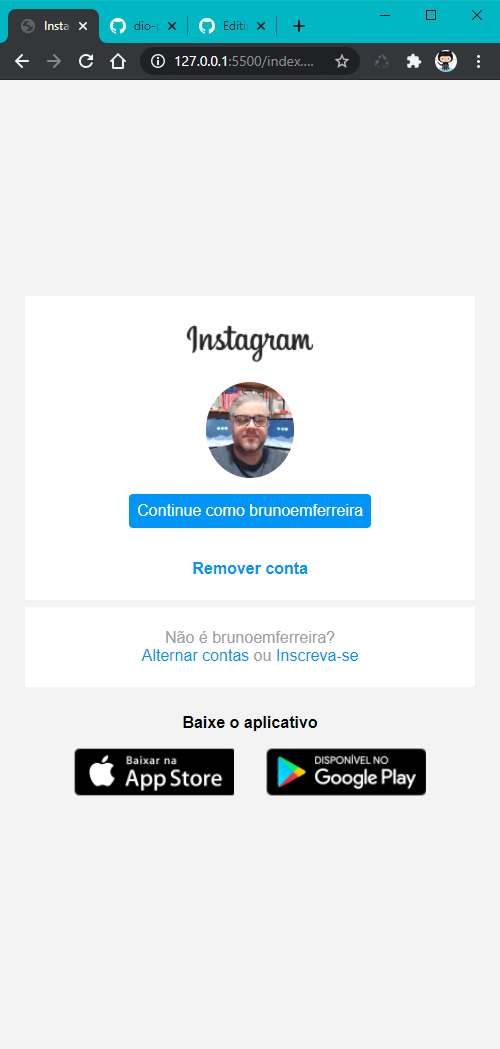 Insta
dio-p
Editi
127.0.0.1:5500/index....
Instagram
Continue como brunoemferreira
Remover conta
Não é brunoemferreira?
Alternar contas ou Inscreva-se
Baixe o aplicativo
Baixar na
App Store
DISPONÍVEL NO
Google Play